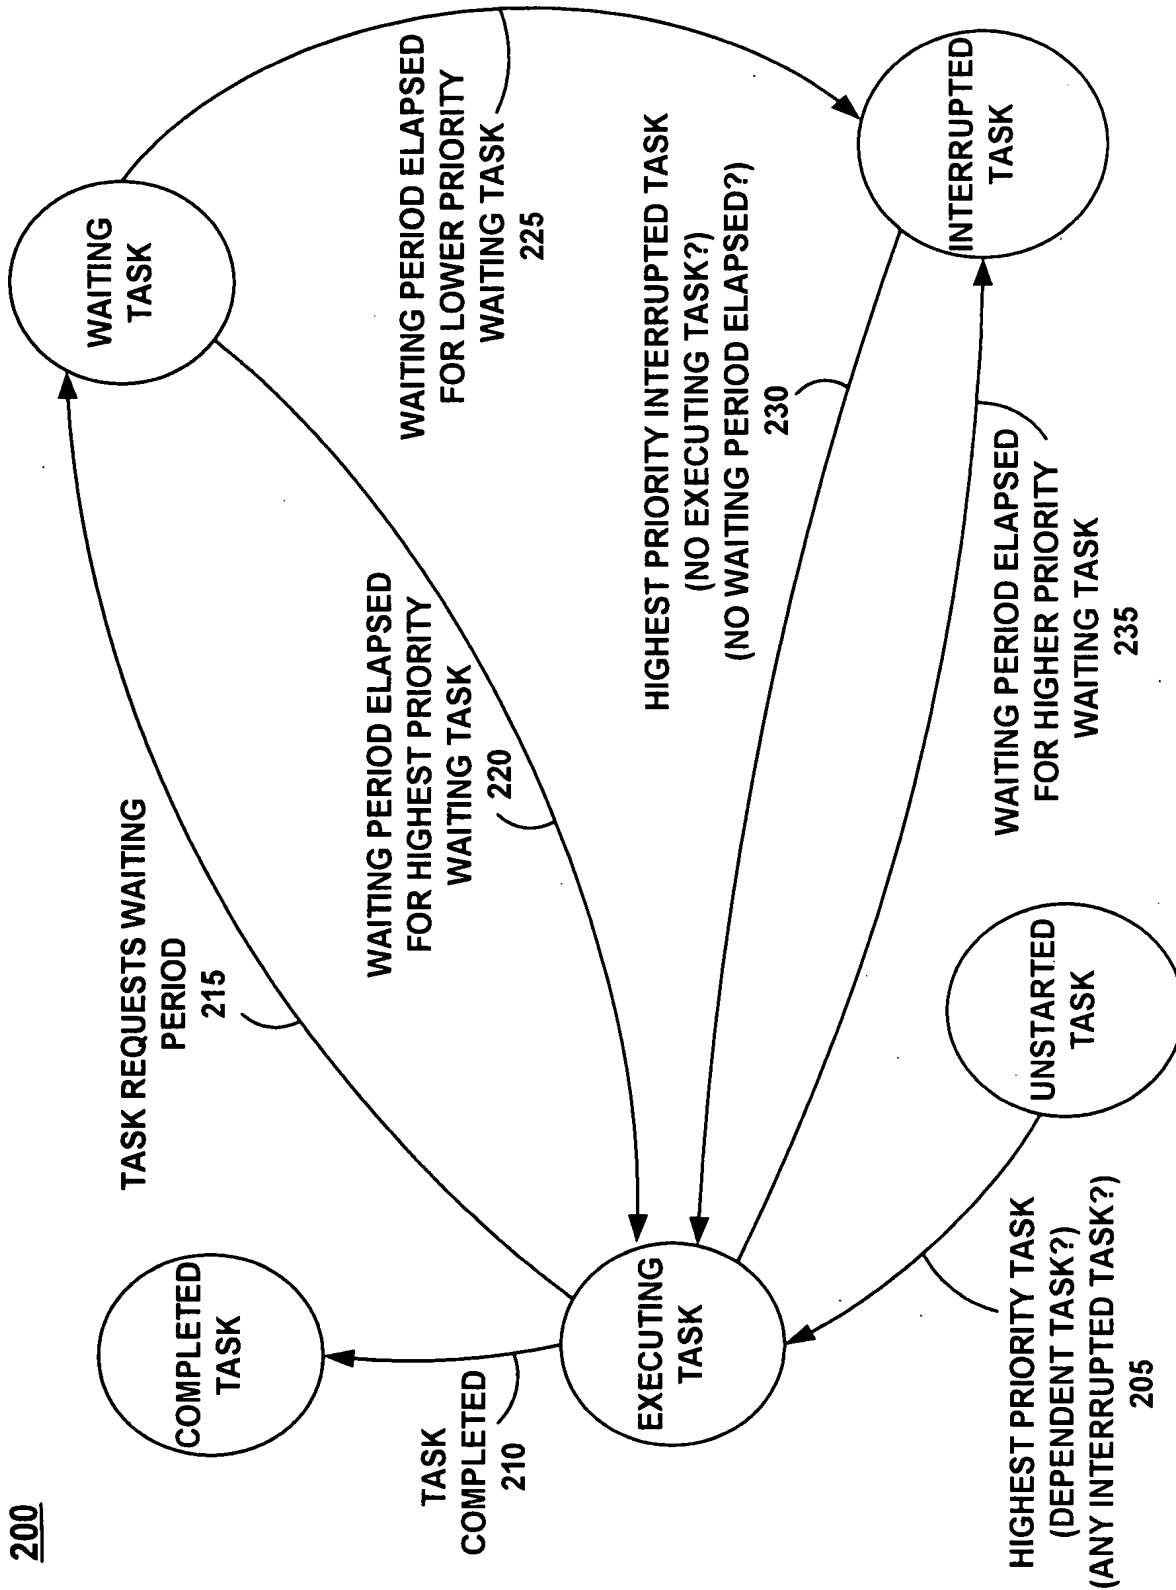 200
COMPLETED
TASK
TASK
COMPLETED
210
TASK REQUESTS WAITING
PERIOD
215
WAITING
TASK
WAITING PERIOD ELAPSED
FOR HIGHEST PRIORITY
WAITING TASK
220
WAITING PERIOD ELAPSED
FOR LOWER PRIORITY
WAITING TASK
225
EXECUTING
TASK
HIGHEST PRIORITY INTERRUPTED TASK
(NO EXECUTING TASK?)
(NO WAITING PERIOD ELAPSED?)
230
INTERRUPTED
TASK
WAITING PERIOD ELAPSED
FOR HIGHER PRIORITY
WAITING TASK
235
UNSTARTED
TASK
HIGHEST PRIORITY TASK
(DEPENDENT TASK?)
(ANY INTERRUPTED TASK?)
205